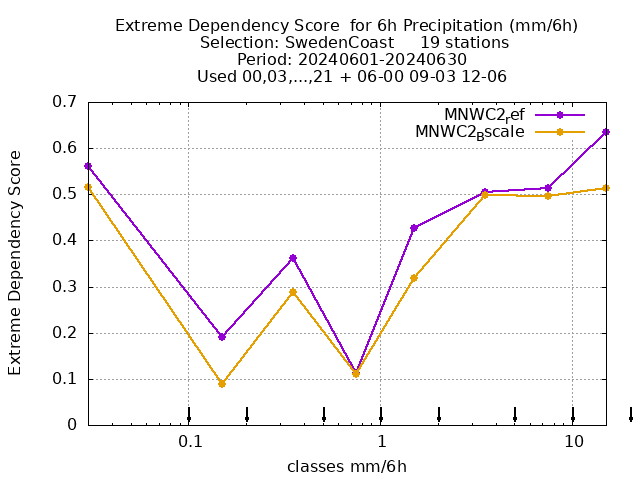 Extreme Dependency Score  for 6h Precipitation (mm/6h)
Selection: SwedenCoast     19 stations
Period: 20240601-20240630
Used 00,03,...,21 + 06-00 09-03 12-06
MNWC2_ref
MNWC2_Bscale
Extreme Dependency Score
0.7
0.6
0.5
0.4
0.3
0.2
0.1
0
0.1 1 10
classes mm/6h